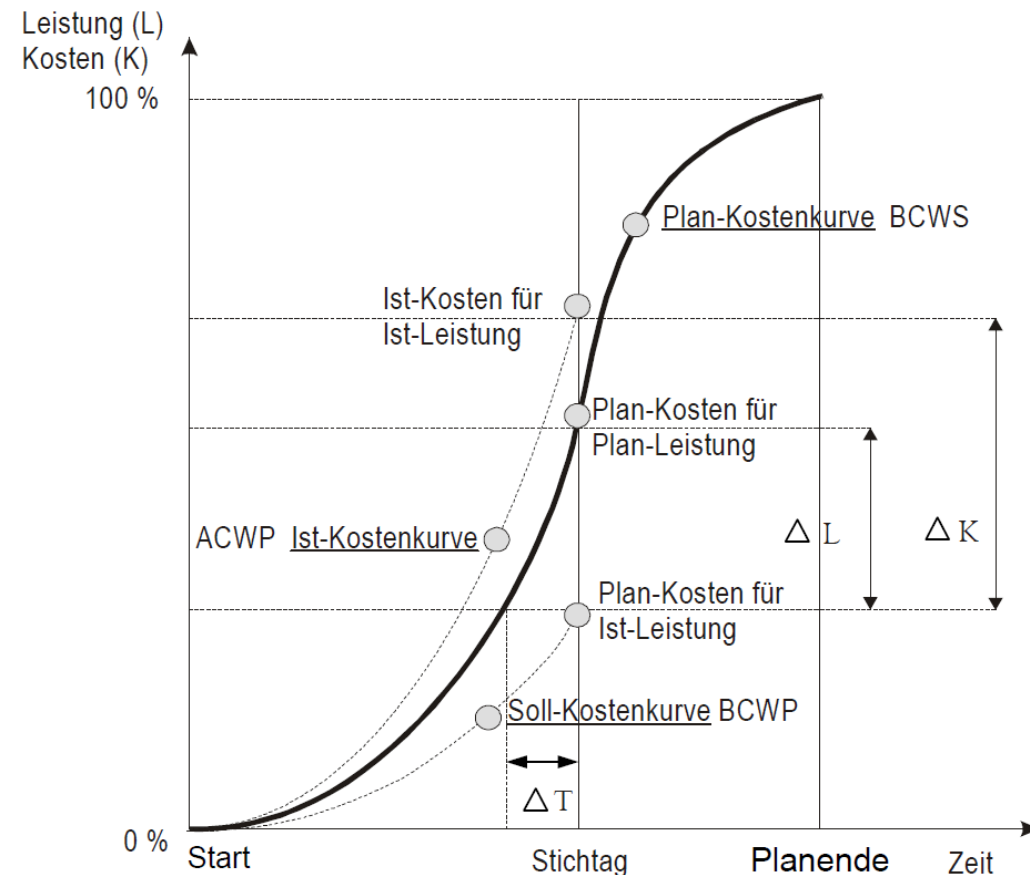 Leistung (L)
Kosten (K)
100 %
Plan-Kostenkurve BCWS
Ist-Kosten für
Ist-Leistung
Plan-Kosten für
Plan-Leistung
ACWP Ist-Kostenkurve
△ L
△ K
Plan-Kosten für
Ist-Leistung
Soll-Kostenkurve BCWP
△ T
0 %
Start
Stichtag
Planende
Zeit